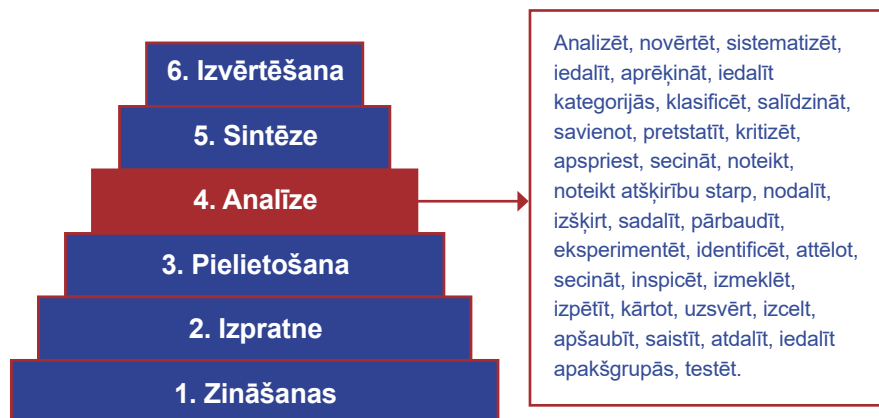 6. Izvērtēšana
5. Sintēze
4. Analīze
3. Pielietošana
2. Izpratne
1. Zināšanas
Analizēt, novērtēt, sistematizēt,
iedalīt, aprēķināt, iedalīt
kategorijās, klasificēt, salīdzināt,
savienot, pretstatīt, kritizēt,
apspriest, secināt, noteikt,
noteikt atšķirību starp, nodalīt,
izšķirt, sadalīt, pārbaudīt,
eksperimentēt, identificēt, attēlot,
secināt, inspicēt, izmeklēt,
izpētīt, kārtot, uzsvērt, izcelt,
apšaubīt, saistīt, atdalīt, iedalīt
apakšgrupās, testēt.